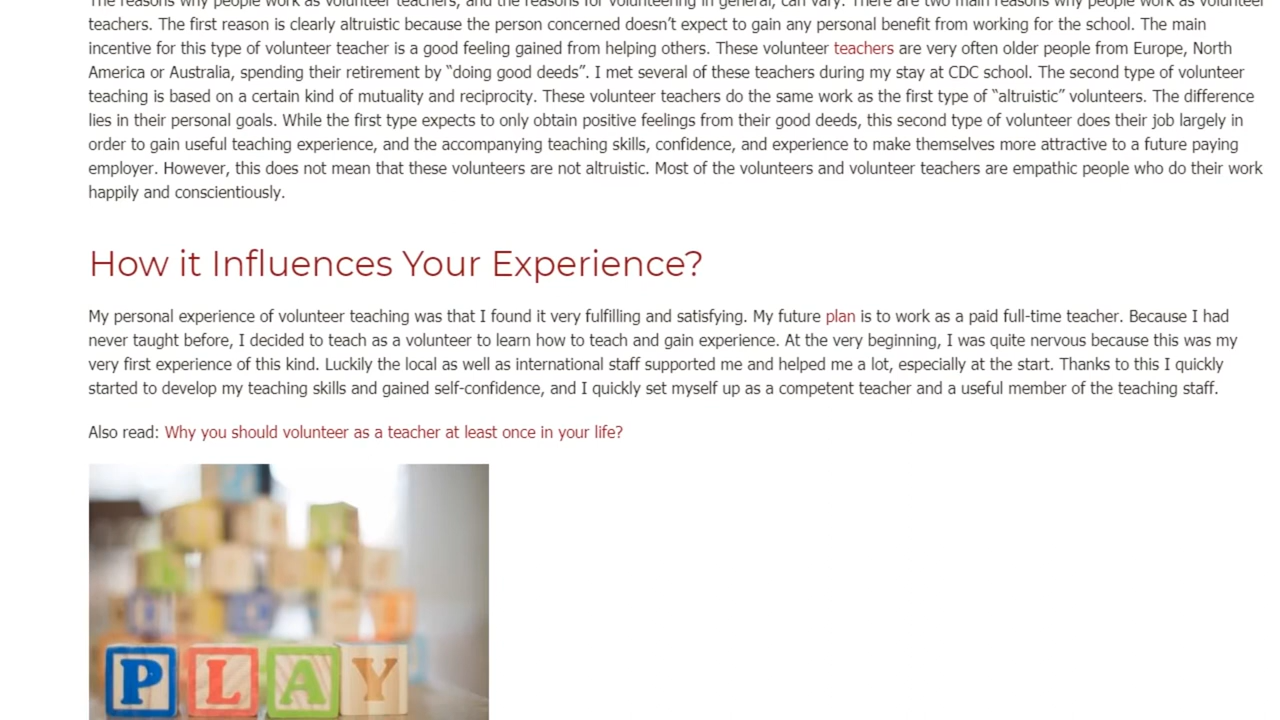 The reasons why people work as volunteer teachers, and the reasons for volunteering in general, can vary. There are two main reasons why people work as volunteer
teachers. The first reason is clearly altruistic because the person concerned doesn’t expect to gain any personal benefit from working for the school. The main
incentive for this type of volunteer teacher is a good feeling gained from helping others. These volunteer teachers are very often older people from Europe, North
America or Australia, spending their retirement by “doing good deeds”. I met several of these teachers during my stay at CDC school. The second type of volunteer
teaching is based on a certain kind of mutuality and reciprocity. These volunteer teachers do the same work as the first type of “altruistic” volunteers. The difference
lies in their personal goals. While the first type expects to only obtain positive feelings from their good deeds, this second type of volunteer does their job largely in
order to gain useful teaching experience, and the accompanying teaching skills, confidence, and experience to make themselves more attractive to a future paying
employer. However, this does not mean that these volunteers are not altruistic. Most of the volunteers and volunteer teachers are empathic people who do their work
happily and conscientiously.
How it Influences Your Experience?
My personal experience of volunteer teaching was that I found it very fulfilling and satisfying. My future plan is to work as a paid full-time teacher. Because I had
never taught before, I decided to teach as a volunteer to learn how to teach and gain experience. At the very beginning, I was quite nervous because this was my
very first experience of this kind. Luckily the local as well as international staff supported me and helped me a lot, especially at the start. Thanks to this I quickly
started to develop my teaching skills and gained self-confidence, and I quickly set myself up as a competent teacher and a useful member of the teaching staff.
Also read: Why you should volunteer as a teacher at least once in your life?
PLAY